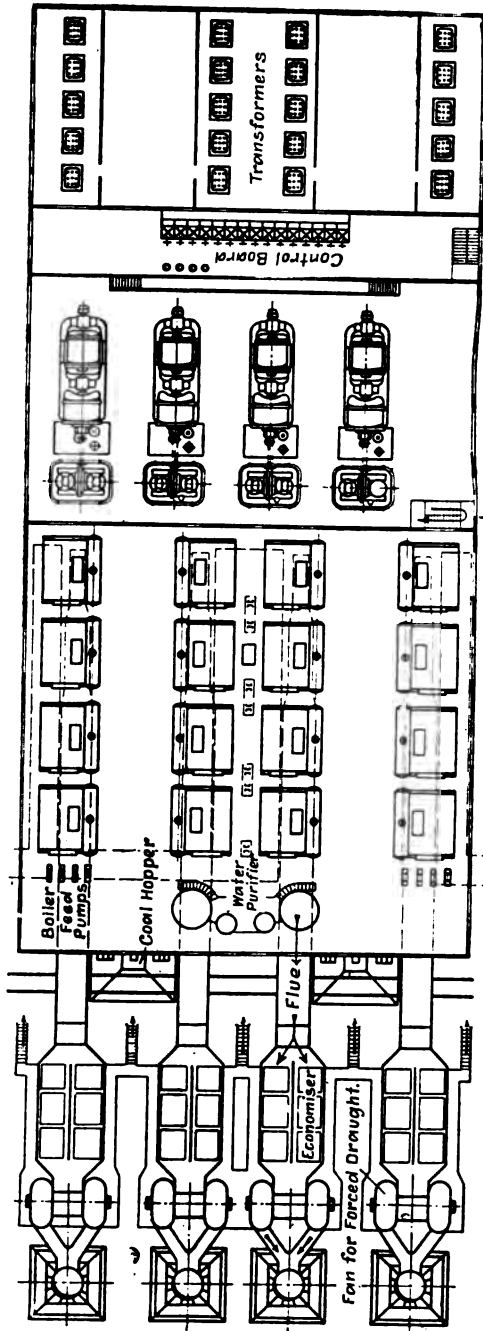 Transformers
Control Board
Boiler
Feed
Pumps
Coal Hopper
Water
Purifier
Flue
Economiser
Fan for Forced Draught.